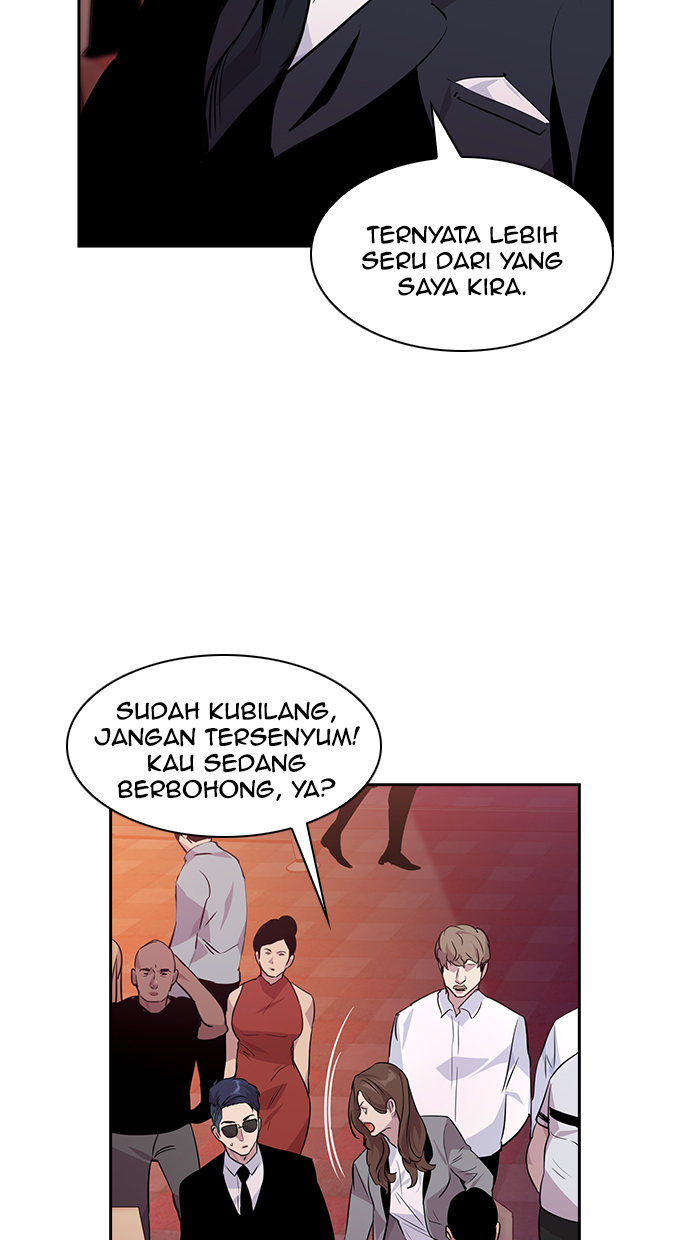 TERNYATA LEBIH
SERU DARI YANG
SAYA KIRA.
SUDAH KUBILANG,
JANGAN TERSENYUM!
KAU SEDANG
BERBOHONG, YA?